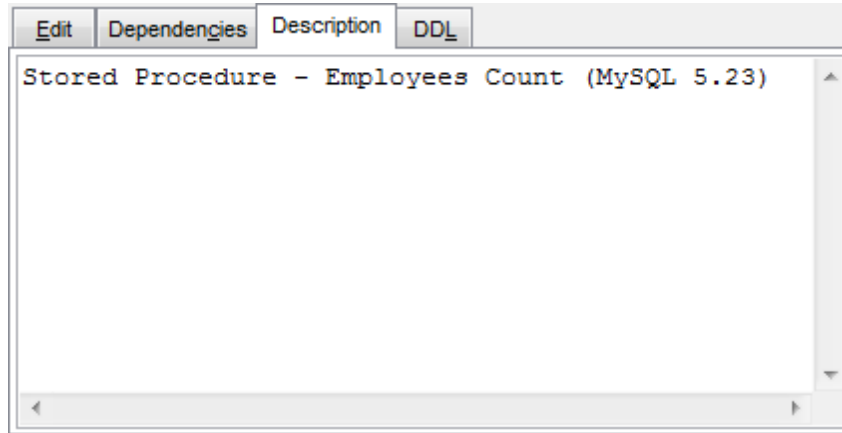 Edit Dependencies Description DDL
Stored Procedure - Employees Count (MySQL 5.23)